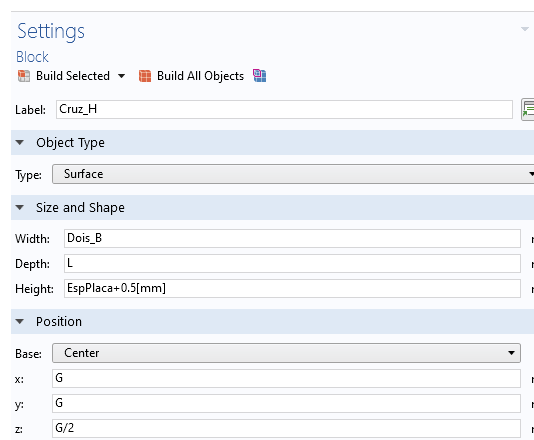 Settings
Block
Build Selected Build All Objects
Label: Cruz_H
Object Type
Type: Surface
Size and Shape
Width: Dois_B
Depth: L
Height: EspPlaca+0.5[mm]
Position
Base: Center
x: G
y: G
z: G/2